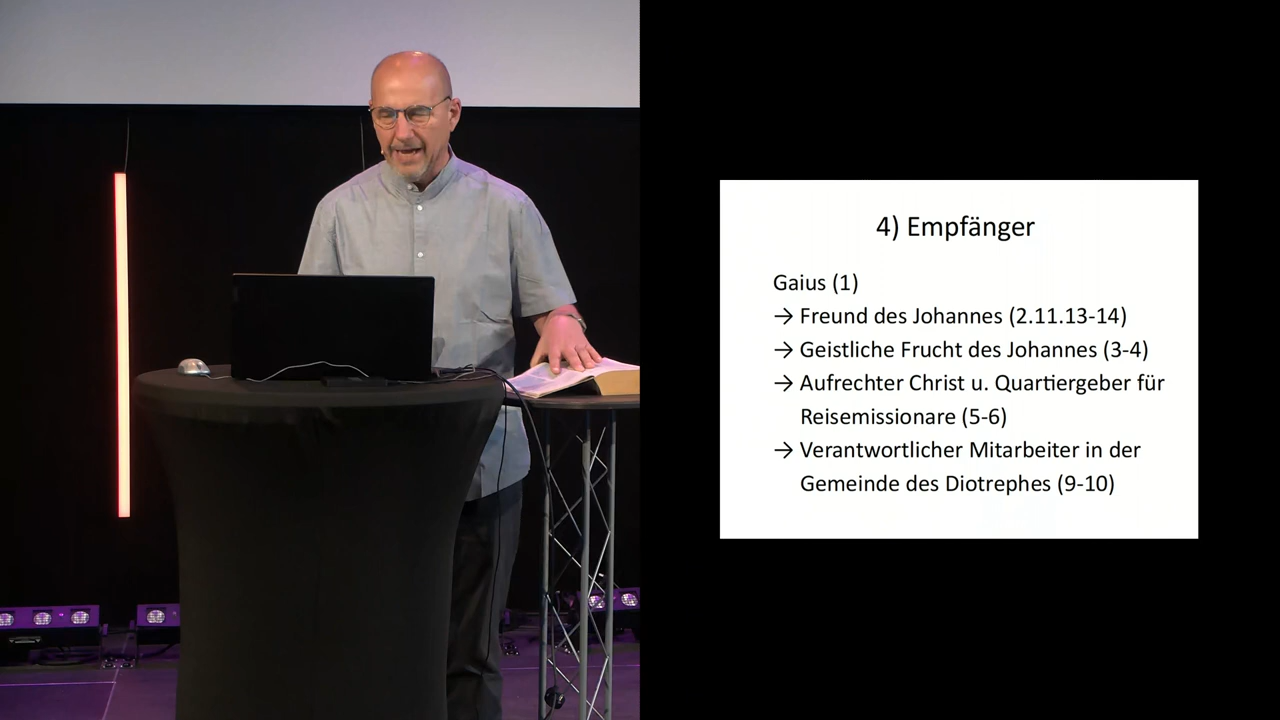 4) Empfänger
Gaius (1)
→ Freund des Johannes (2.11.13-14)
→ Geistliche Frucht des Johannes (3-4)
→ Aufrechter Christ u. Quartiergeber für
Reisemissionare (5-6)
→ Verantwortlicher Mitarbeiter in der
Gemeinde des Diotrephes (9-10)